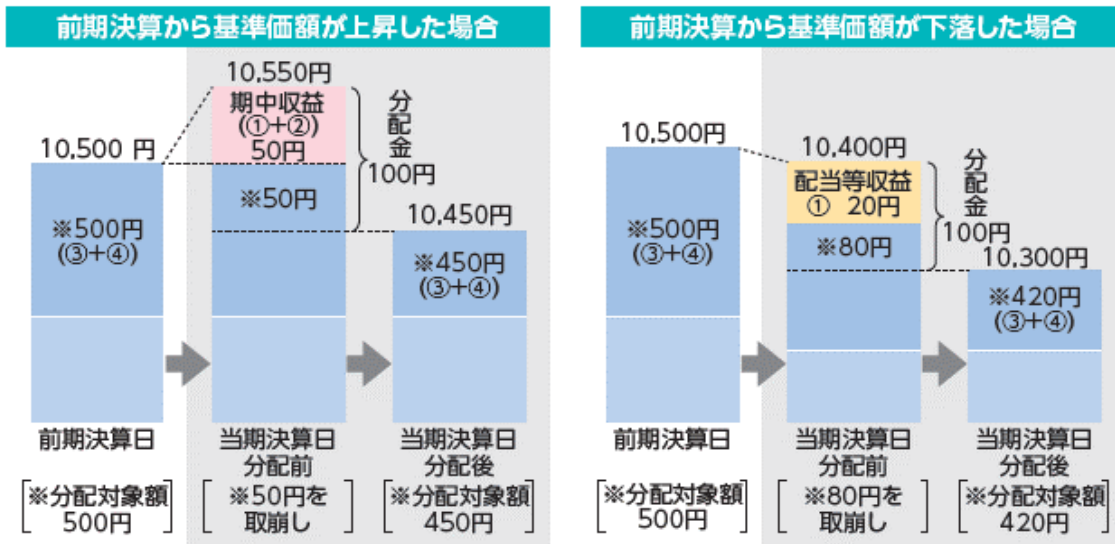 前期決算から基準価額が上昇した場合
10,550円
期中収益
(①+②)
50円
分配金
100円
10,500 円
※500円
(③+④)
※50円
10,450円
※450円
(③+④)
前期決算日
当期決算日
分配前
当期決算日
分配後
※分配対象額
500円
※50円を
取崩し
※分配対象額
450円
前期決算から基準価額が下落した場合
10,500円
※500円
(③+④)
10,400円
配当等収益
① 20円
※80円
分配金
100円
10,300円
※420円
(③+④)
前期決算日
当期決算日
分配前
当期決算日
分配後
※分配対象額
500円
※80円を
取崩し
※分配対象額
420円